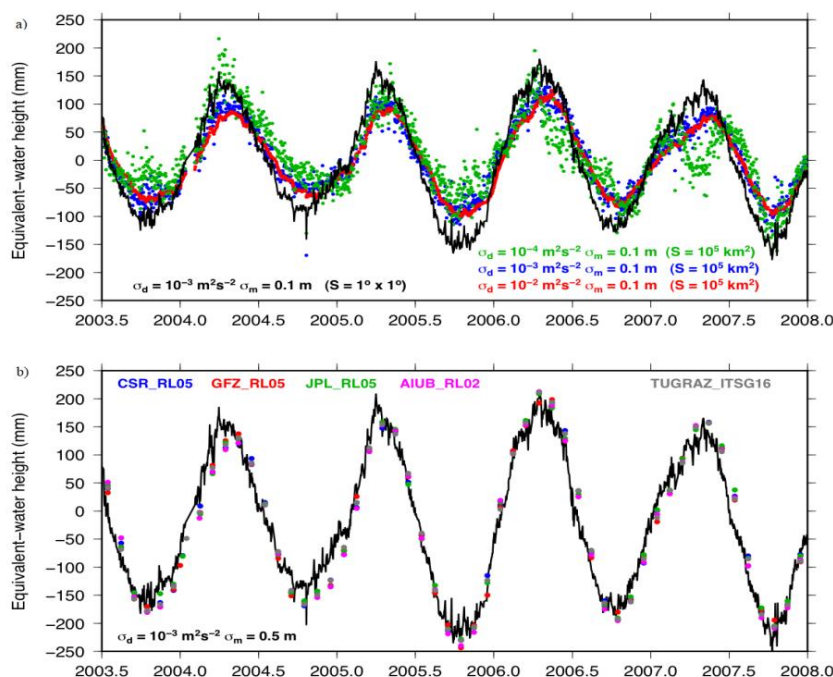 a)
Equivalent-water height (mm)
250
200
150
100
50
0
−50
−100
−150
−200
−250
σd = 10⁻⁴ m²s⁻² σm = 0.1 m (S = 10⁵ km²)
σd = 10⁻³ m²s⁻² σm = 0.1 m (S = 10⁵ km²)
σd = 10⁻³ m²s⁻² σm = 0.1 m (S = 1° x 1°) σd = 10⁻² m²s⁻² σm = 0.1 m (S = 10⁵ km²)
2003.5 2004.0 2004.5 2005.0 2005.5 2006.0 2006.5 2007.0 2007.5 2008.0
b)
Equivalent-water height (mm)
250
200
150
100
50
0
−50
−100
−150
−200
−250
CSR_RL05 GFZ_RL05 JPL_RL05 AIUB_RL02 TUGRAZ_ITSG16
σd = 10⁻³ m²s⁻² σm = 0.5 m
2003.5 2004.0 2004.5 2005.0 2005.5 2006.0 2006.5 2007.0 2007.5 2008.0